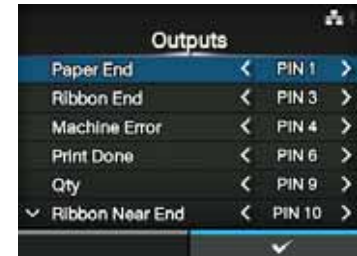 Outputs
Paper End < PIN 1 >
Ribbon End < PIN 3 >
Machine Error < PIN 4 >
Print Done < PIN 6 >
Qty < PIN 9 >
Ribbon Near End < PIN 10 >